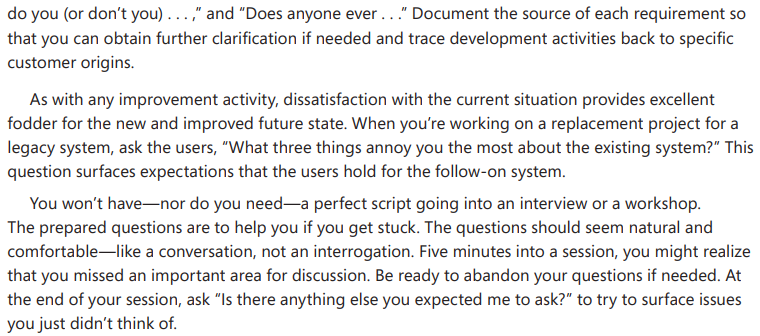 do you (or don’t you) . . . ,” and “Does anyone ever . . .” Document the source of each requirement so
that you can obtain further clarification if needed and trace development activities back to specific
customer origins.
As with any improvement activity, dissatisfaction with the current situation provides excellent
fodder for the new and improved future state. When you’re working on a replacement project for a
legacy system, ask the users, “What three things annoy you the most about the existing system?” This
question surfaces expectations that the users hold for the follow-on system.
You won’t have—nor do you need—a perfect script going into an interview or a workshop.
The prepared questions are to help you if you get stuck. The questions should seem natural and
comfortable—like a conversation, not an interrogation. Five minutes into a session, you might realize
that you missed an important area for discussion. Be ready to abandon your questions if needed. At
the end of your session, ask “Is there anything else you expected me to ask?” to try to surface issues
you just didn’t think of.